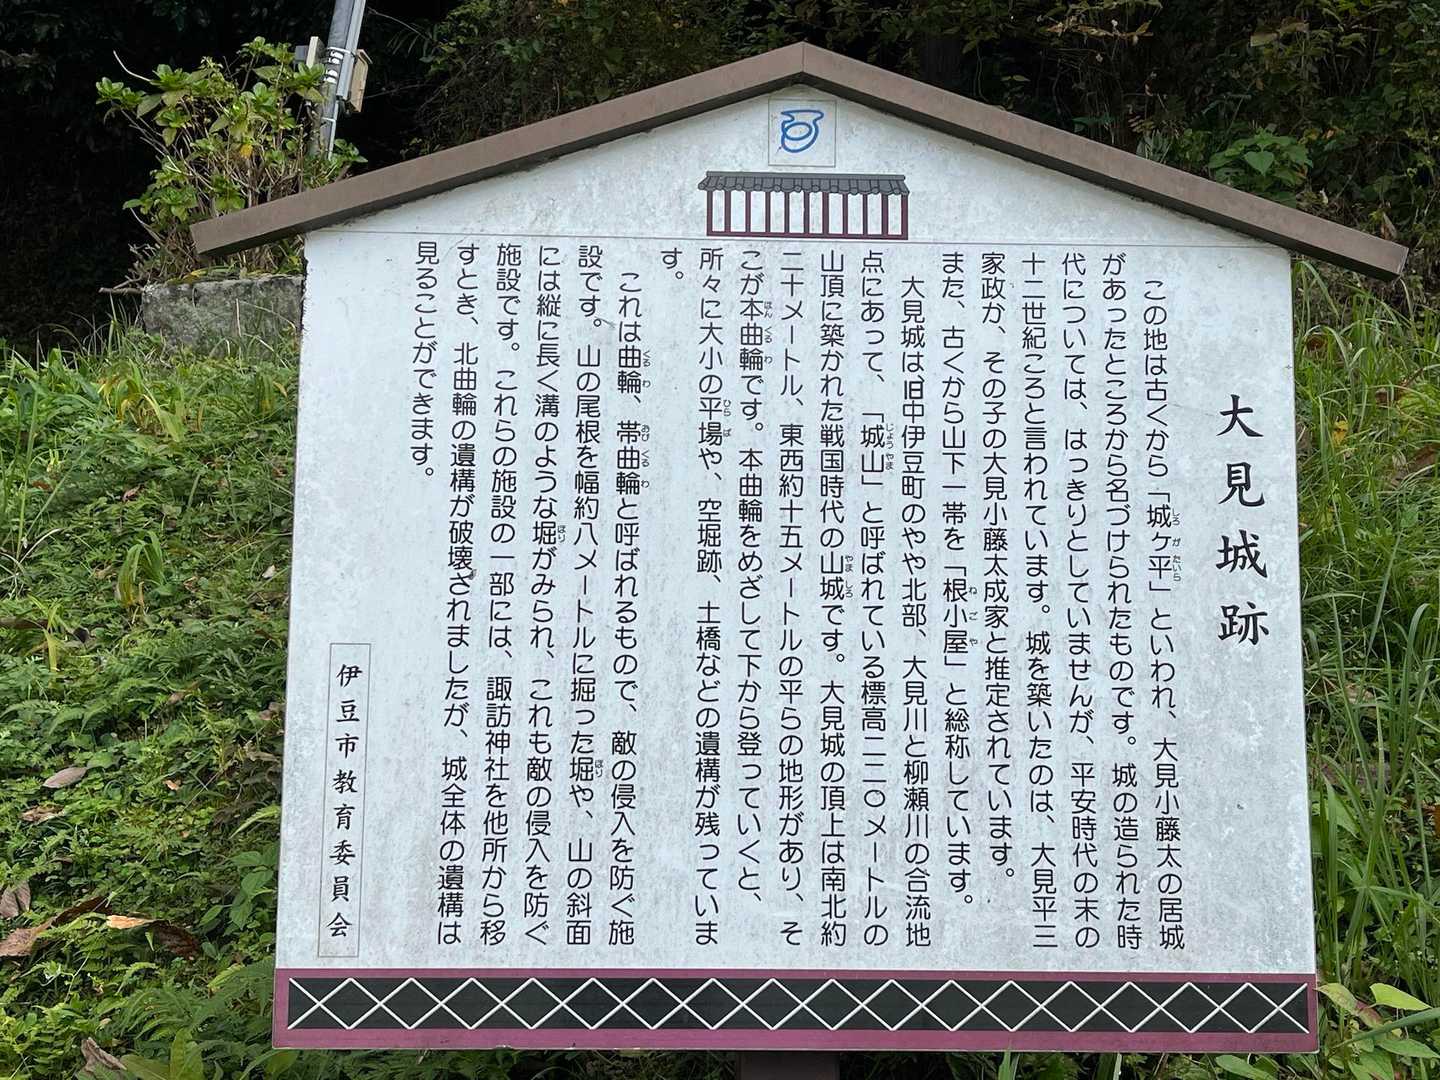 大見城跡
この地は古くから「城ヶ平」といわれ、大見小藤太の居城
があったところから名づけられたものです。城の造られた時
代については、はっきりとしていませんが、平安時代の末の
十二世紀ころと言われています。城を築いたのは、大見平三
家政か、その子の大見小藤太成家と推定されています。
また、古くから山下一帯を「根小屋」と総称しています。
大見城は旧中伊豆町のやや北部、大見川と柳瀬川の合流地
点にあって、「城山」と呼ばれている標高二二〇メートルの
山頂に築かれた戦国時代の山城です。大見城の頂上は南北約
二十メートル、東西約十五メートルの平らの地形があり、そ
こが本曲輪です。本曲輪をめざして下から登っていくと、
所々に大小の平場や、空堀跡、土橋などの遺構が残っていま
す。
これは曲輪、帯曲輪と呼ばれるもので、敵の侵入を防ぐ施
設です。山の尾根を幅約八メートルに掘った堀や、山の斜面
には縦に長く溝のような堀がみられ、これも敵の侵入を防ぐ
施設です。これらの施設の一部には、諏訪神社を他所から移
すとき、北曲輪の遺構が破壊されましたが、城全体の遺構は
見ることができます。
伊豆市教育委員会